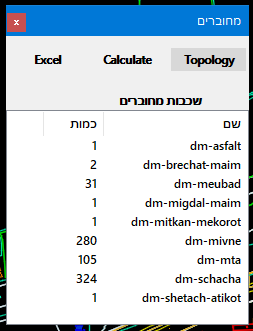 מחוברים
x
Excel Calculate Topology
שכבות מחוברים
שם כמות
dm-asfalt 1
dm-brechat-maim 2
dm-meubad 31
dm-migdal-maim 1
dm-mitkan-mekorot 1
dm-mivne 280
dm-mta 105
dm-schacha 324
dm-shetach-atikot 1